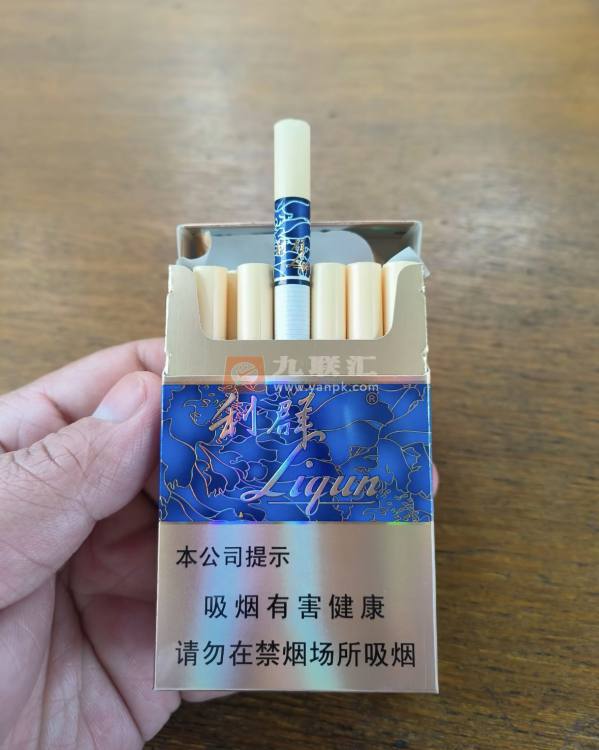 九联汇
www.yanpk.com
利群
®
Liqun
本公司提示
吸烟有害健康
请勿在禁烟场所吸烟